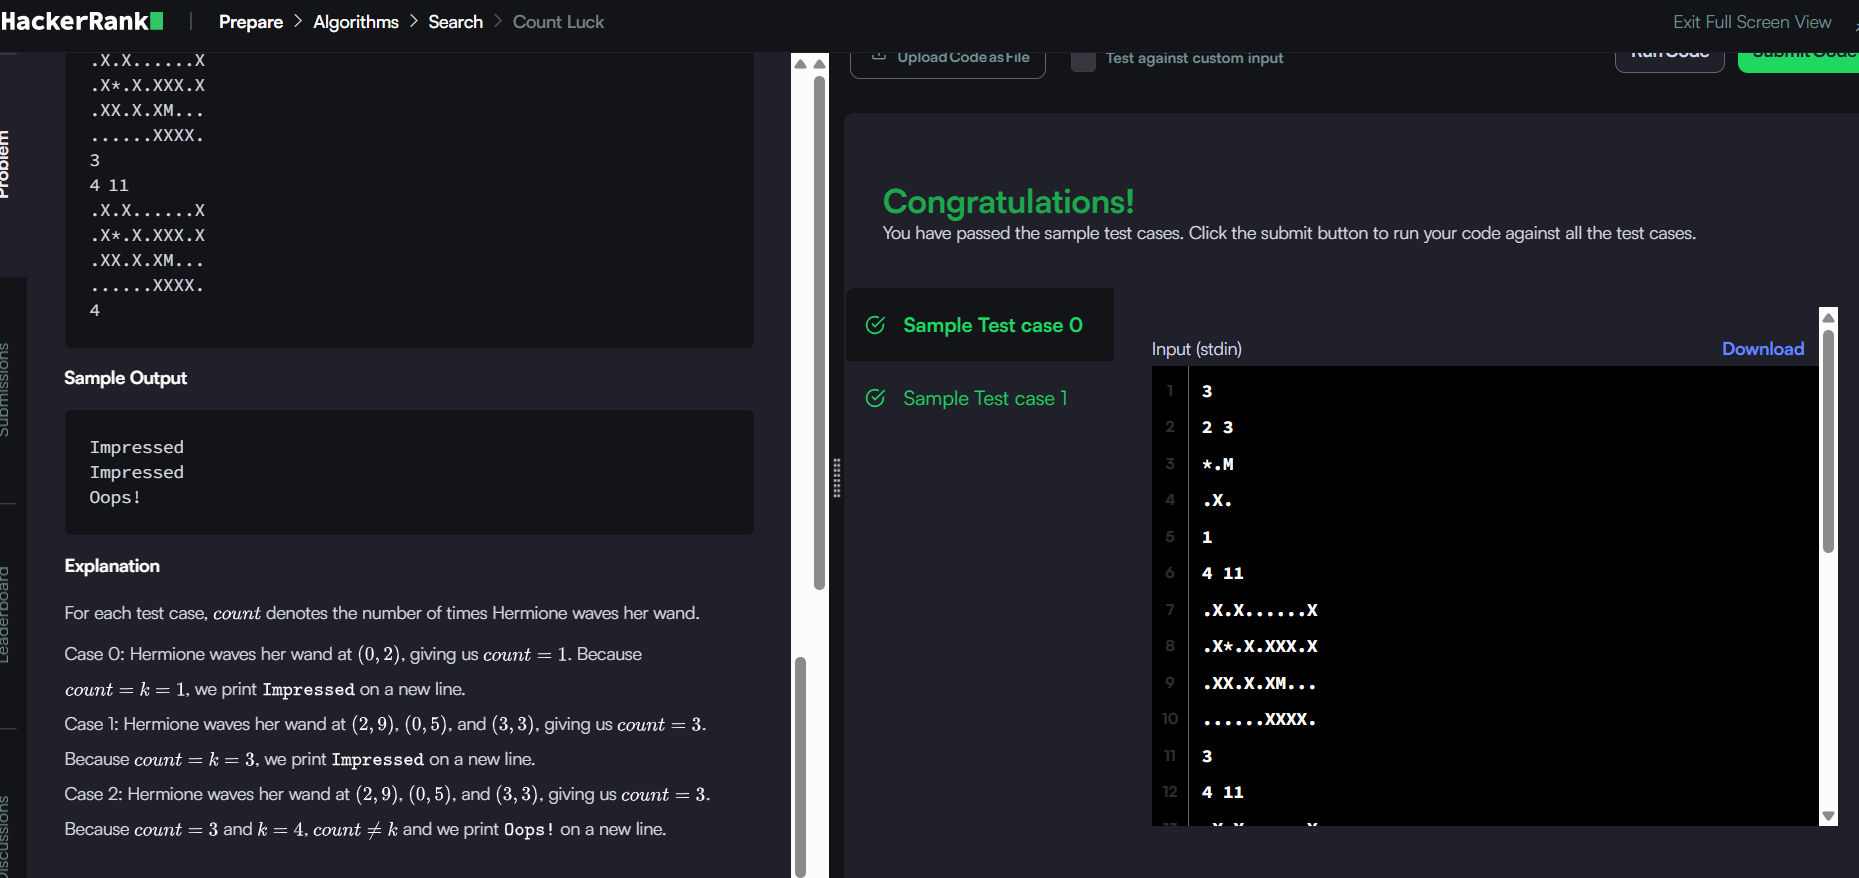 HackerRank
Prepare > Algorithms > Search > Count Luck
Exit Full Screen View
Problem
Submissions
Leaderboard
Discussions
.X.X......X
.X*.X.XXX.X
.XX.X.XM...
......XXXX.
3
4 11
.X.X......X
.X*.X.XXX.X
.XX.X.XM...
......XXXX.
4
Sample Output
Impressed
Impressed
Oops!
Explanation
For each test case, count denotes the number of times Hermione waves her wand.
Case 0: Hermione waves her wand at (0, 2), giving us count = 1. Because
count = k = 1, we print Impressed on a new line.
Case 1: Hermione waves her wand at (2, 9), (0, 5), and (3, 3), giving us count = 3.
Because count = k = 3, we print Impressed on a new line.
Case 2: Hermione waves her wand at (2, 9), (0, 5), and (3, 3), giving us count = 3.
Because count = 3 and k = 4, count ≠ k and we print Oops! on a new line.
Upload Code as File
Test against custom input
Run Code
Submit Code
Congratulations!
You have passed the sample test cases. Click the submit button to run your code against all the test cases.
Sample Test case 0
Sample Test case 1
Input (stdin)
Download
1 3
2 2 3
3 *.M
4 .X.
5 1
6 4 11
7 .X.X......X
8 .X*.X.XXX.X
9 .XX.X.XM...
10 ......XXXX.
11 3
12 4 11